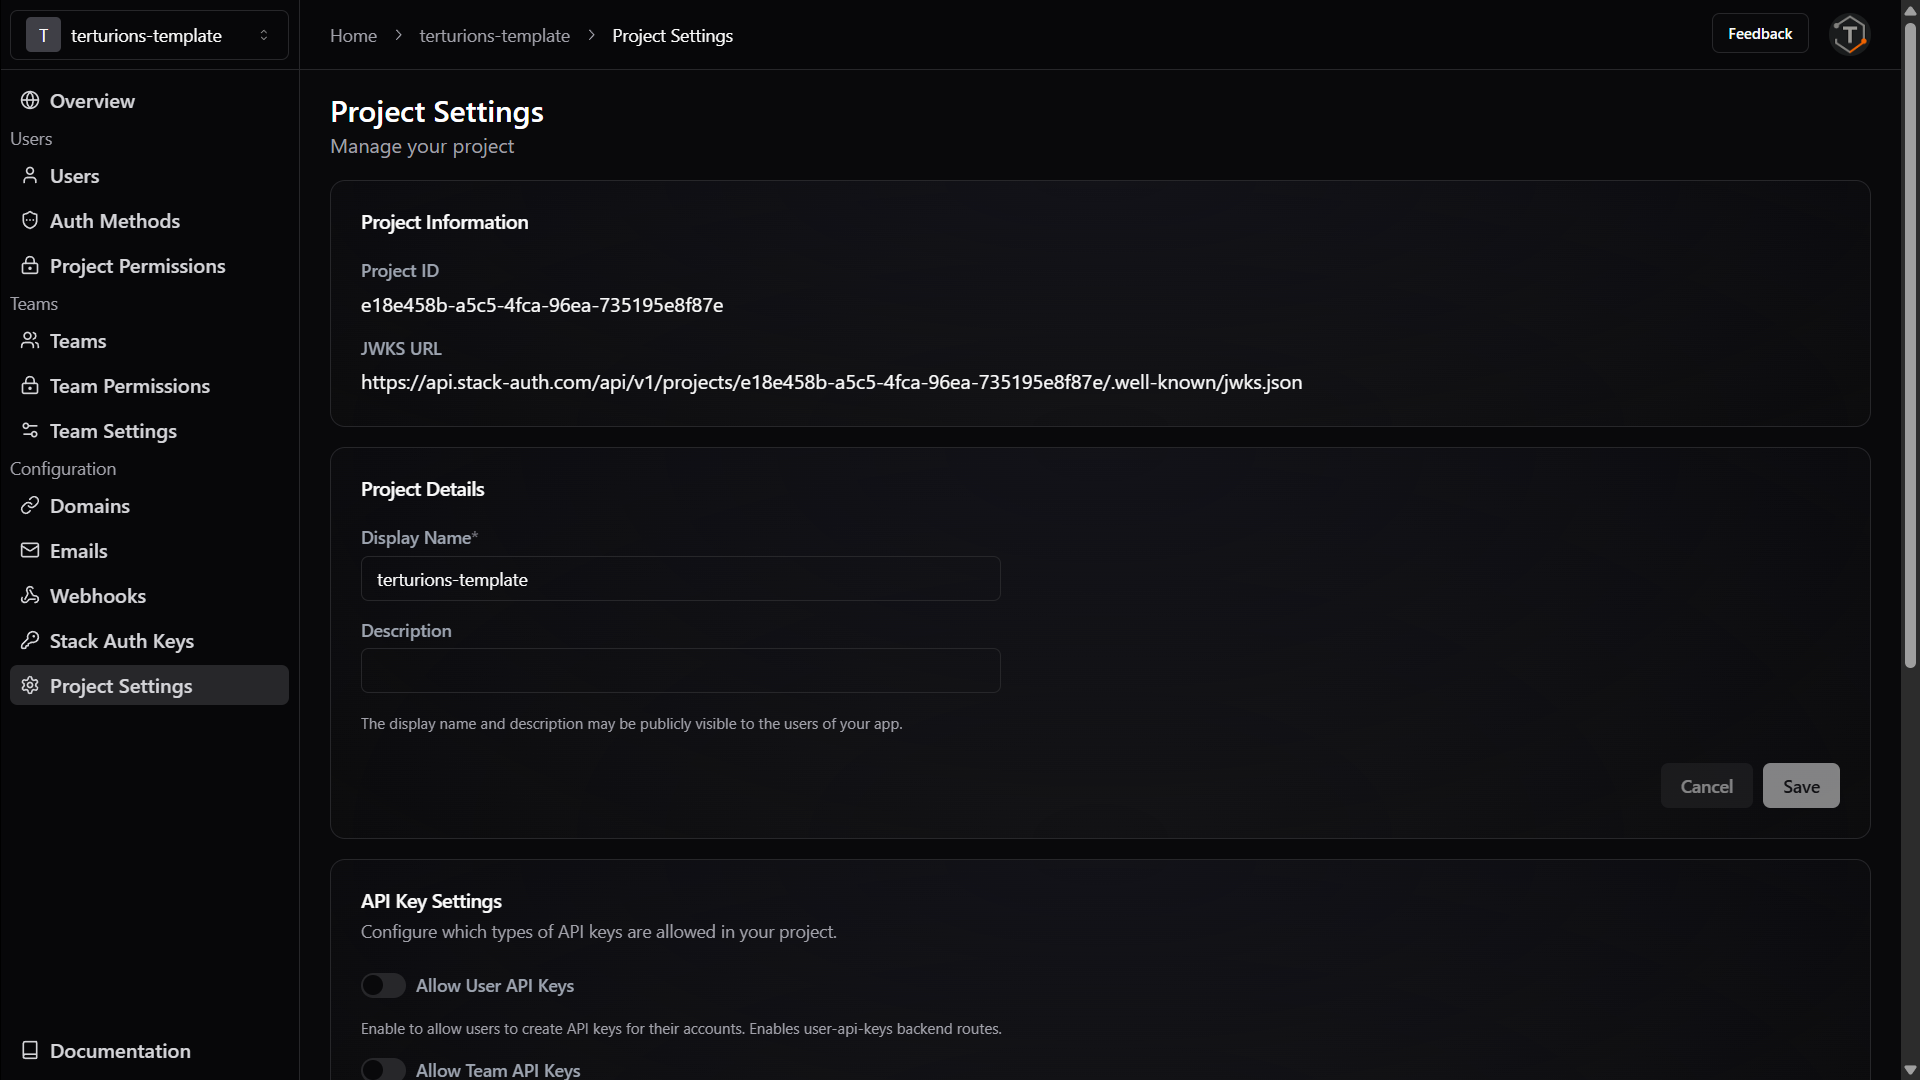 T terturions-template
Home > terturions-template > Project Settings
Feedback
T
Overview
Users
Users
Auth Methods
Project Permissions
Teams
Teams
Team Permissions
Team Settings
Configuration
Domains
Emails
Webhooks
Stack Auth Keys
Project Settings
Documentation
Project Settings
Manage your project
Project Information
Project ID
e18e458b-a5c5-4fca-96ea-735195e8f87e
JWKS URL
https://api.stack-auth.com/api/v1/projects/e18e458b-a5c5-4fca-96ea-735195e8f87e/.well-known/jwks.json
Project Details
Display Name*
terturions-template
Description
The display name and description may be publicly visible to the users of your app.
Cancel
Save
API Key Settings
Configure which types of API keys are allowed in your project.
Allow User API Keys
Enable to allow users to create API keys for their accounts. Enables user-api-keys backend routes.
Allow Team API Keys